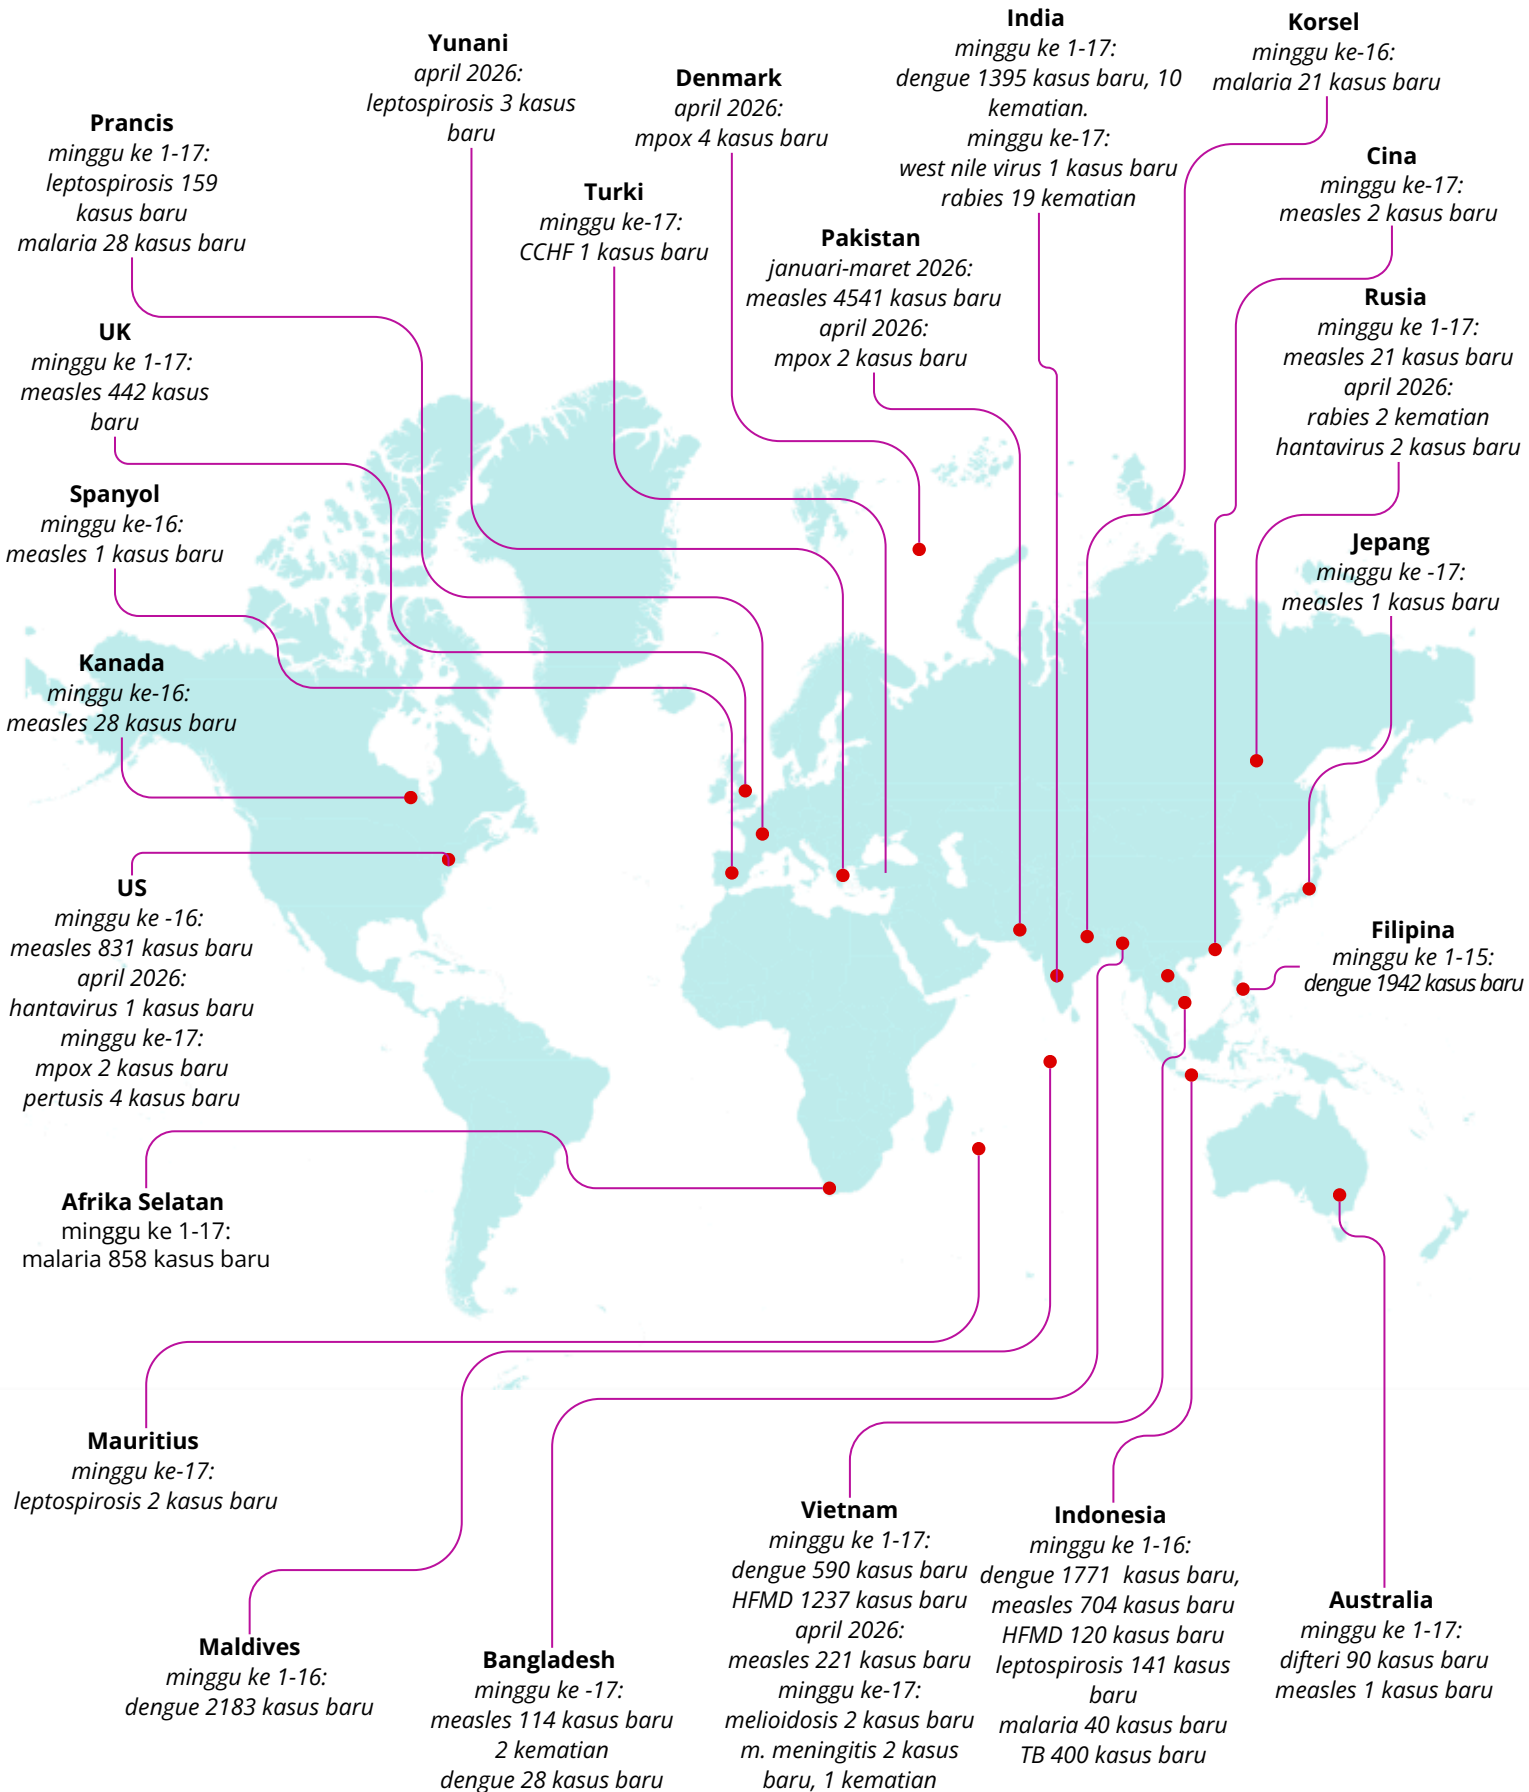 Yunani
april 2026:
leptospirosis 3 kasus
baru
Denmark
april 2026:
mpox 4 kasus baru
India
minggu ke 1-17:
dengue 1395 kasus baru, 10
kematian.
minggu ke-17:
west nile virus 1 kasus baru
rabies 19 kematian
Korsel
minggu ke-16:
malaria 21 kasus baru
Prancis
minggu ke 1-17:
leptospirosis 159
kasus baru
malaria 28 kasus baru
Turki
minggu ke-17:
CCHF 1 kasus baru
Pakistan
januari-maret 2026:
measles 4541 kasus baru
april 2026:
mpox 2 kasus baru
Cina
minggu ke-17:
measles 2 kasus baru
UK
minggu ke 1-17:
measles 442 kasus
baru
Rusia
minggu ke 1-17:
measles 21 kasus baru
april 2026:
rabies 2 kematian
hantavirus 2 kasus baru
Spanyol
minggu ke-16:
measles 1 kasus baru
Jepang
minggu ke -17:
measles 1 kasus baru
Kanada
minggu ke-16:
measles 28 kasus baru
US
minggu ke -16:
measles 831 kasus baru
april 2026:
hantavirus 1 kasus baru
minggu ke-17:
mpox 2 kasus baru
pertusis 4 kasus baru
Filipina
minggu ke 1-15:
dengue 1942 kasus baru
Afrika Selatan
minggu ke 1-17:
malaria 858 kasus baru
Mauritius
minggu ke-17:
leptospirosis 2 kasus baru
Maldives
minggu ke 1-16:
dengue 2183 kasus baru
Bangladesh
minggu ke -17:
measles 114 kasus baru
2 kematian
dengue 28 kasus baru
Vietnam
minggu ke 1-17:
dengue 590 kasus baru
HFMD 1237 kasus baru
april 2026:
measles 221 kasus baru
minggu ke-17:
melioidosis 2 kasus baru
m. meningitis 2 kasus
baru, 1 kematian
Indonesia
minggu ke 1-16:
dengue 1771 kasus baru,
measles 704 kasus baru
HFMD 120 kasus baru
leptospirosis 141 kasus
baru
malaria 40 kasus baru
TB 400 kasus baru
Australia
minggu ke 1-17:
difteri 90 kasus baru
measles 1 kasus baru